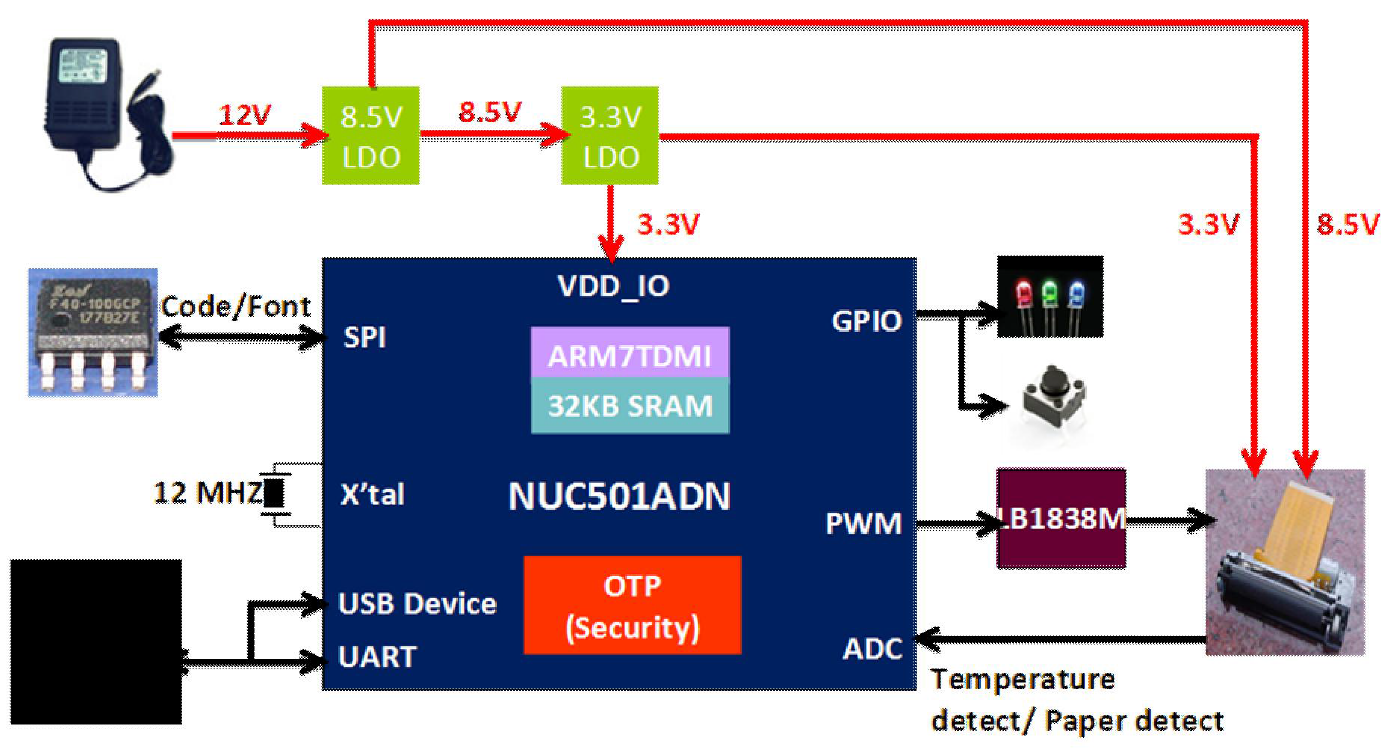 12V
8.5V
LDO
8.5V
3.3V
LDO
3.3V
3.3V
8.5V
F40-100GCP
177B27E
Code/Font
SPI
VDD_IO
GPIO
ARM7TDMI
32KB SRAM
12 MHZ
X'tal
NUC501ADN
PWM
LB1838M
USB Device
UART
OTP
(Security)
ADC
Temperature
detect/ Paper detect